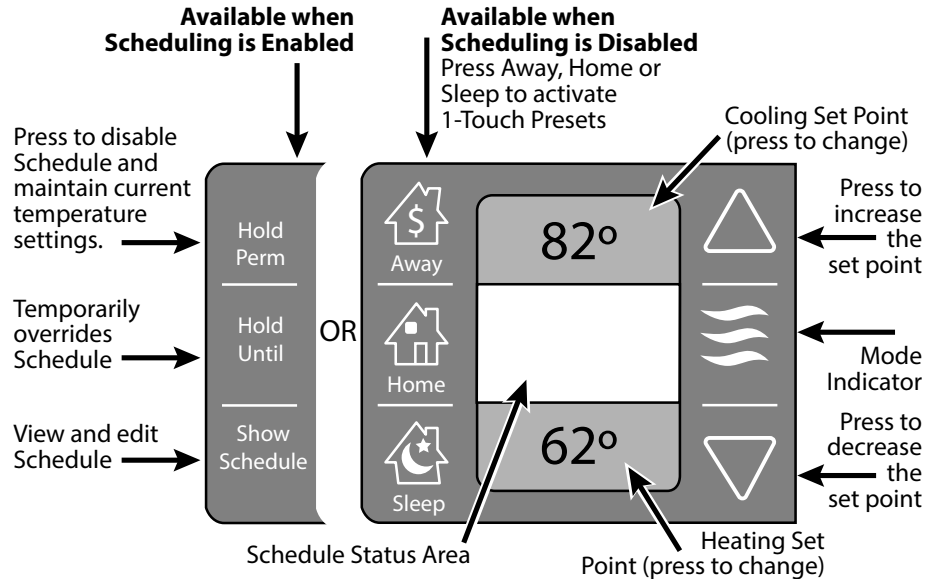 Available when
Scheduling is Enabled
Available when
Scheduling is Disabled
Press Away, Home or
Sleep to activate
1-Touch Presets
Cooling Set Point
(press to change)
Press to disable
Schedule and
maintain current
temperature
settings.
Hold
Perm
Away
82º
Press to
increase
the
set point
Temporarily
overrides
Schedule
Hold
Until
OR
Home
Mode
Indicator
View and edit
Schedule
Show
Schedule
$
Sleep
62º
Press to
decrease
the
set point
Schedule Status Area
Heating Set
Point (press to change)